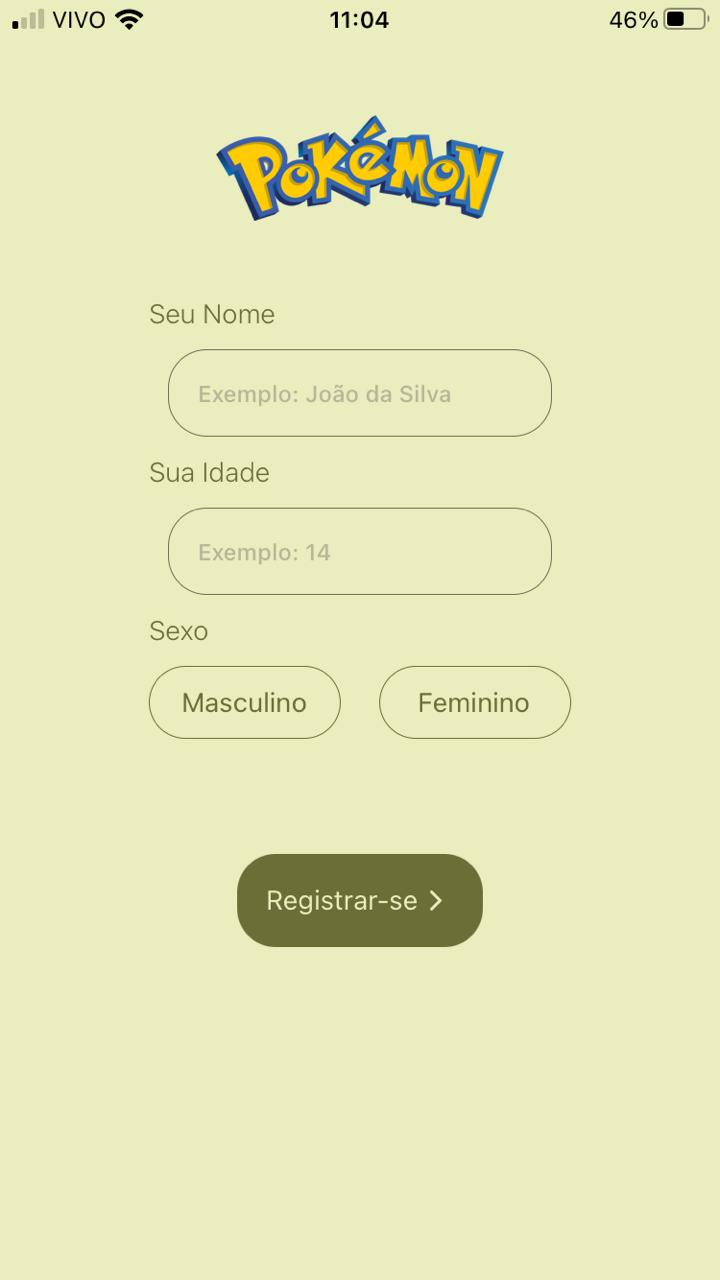 VIVO 11:04 46%
Pokémon
Seu Nome
Exemplo: João da Silva
Sua Idade
Exemplo: 14
Sexo
Masculino Feminino
Registrar-se